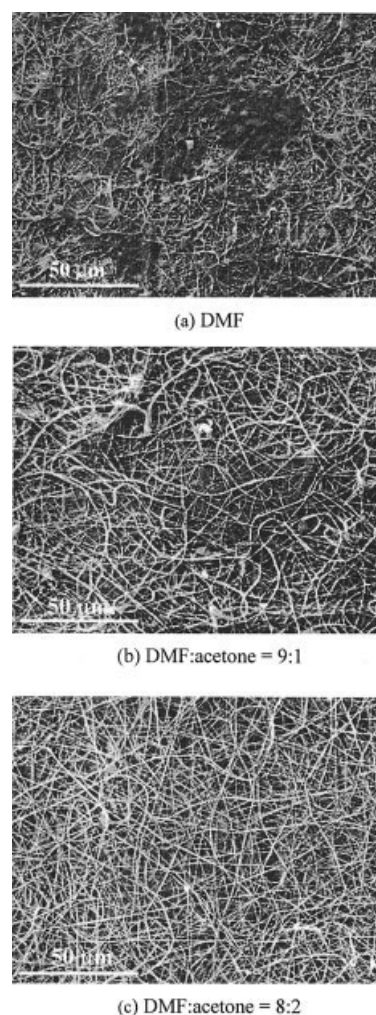 50 μm
(a) DMF
50 μm
(b) DMF:acetone = 9:1
50 μm
(c) DMF:acetone = 8:2